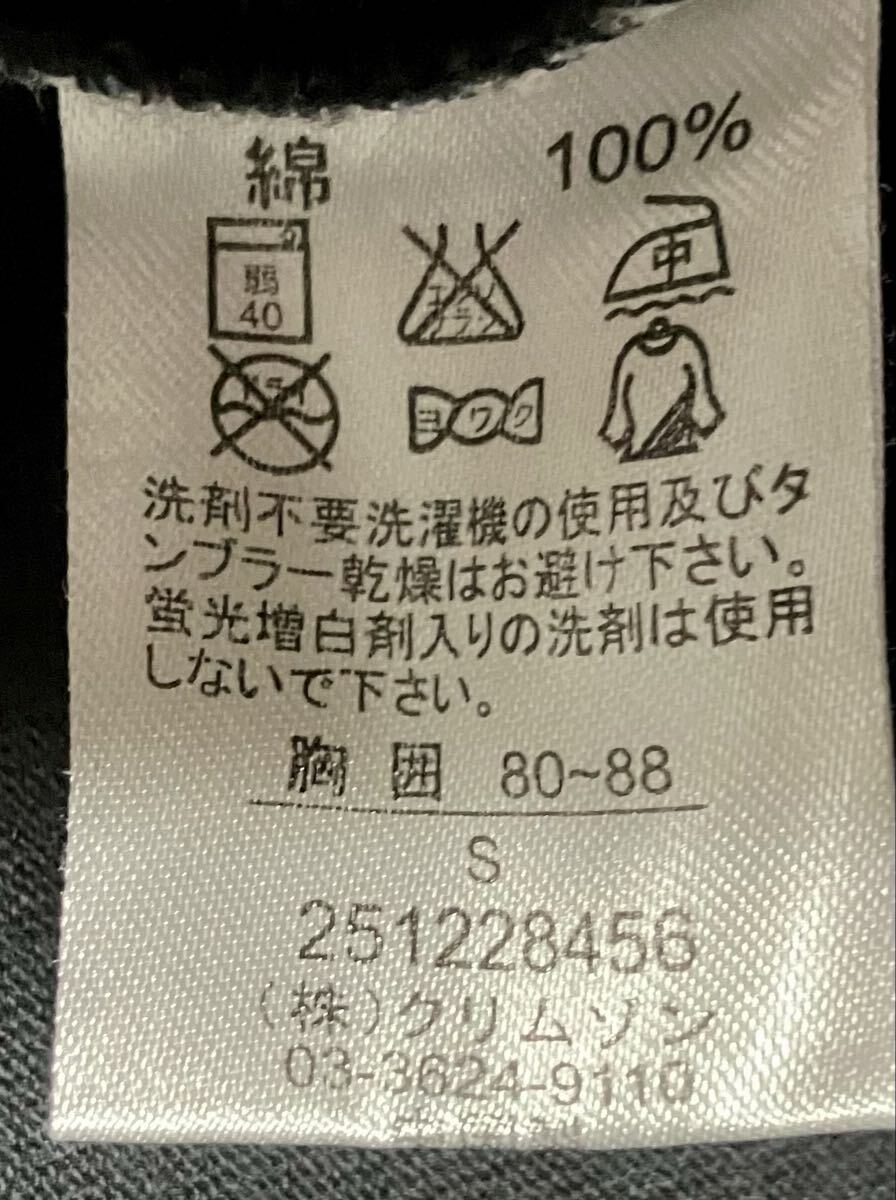 綿 100%
弱 中
40
ヨワク
洗剤不要洗濯機の使用及びタ
ンブラー乾燥はお避け下さい。
蛍光増白剤入りの洗剤は使用
しないで下さい。
胸囲 80~88
S
251228456
(株)クリムゾン
03-3624-9110